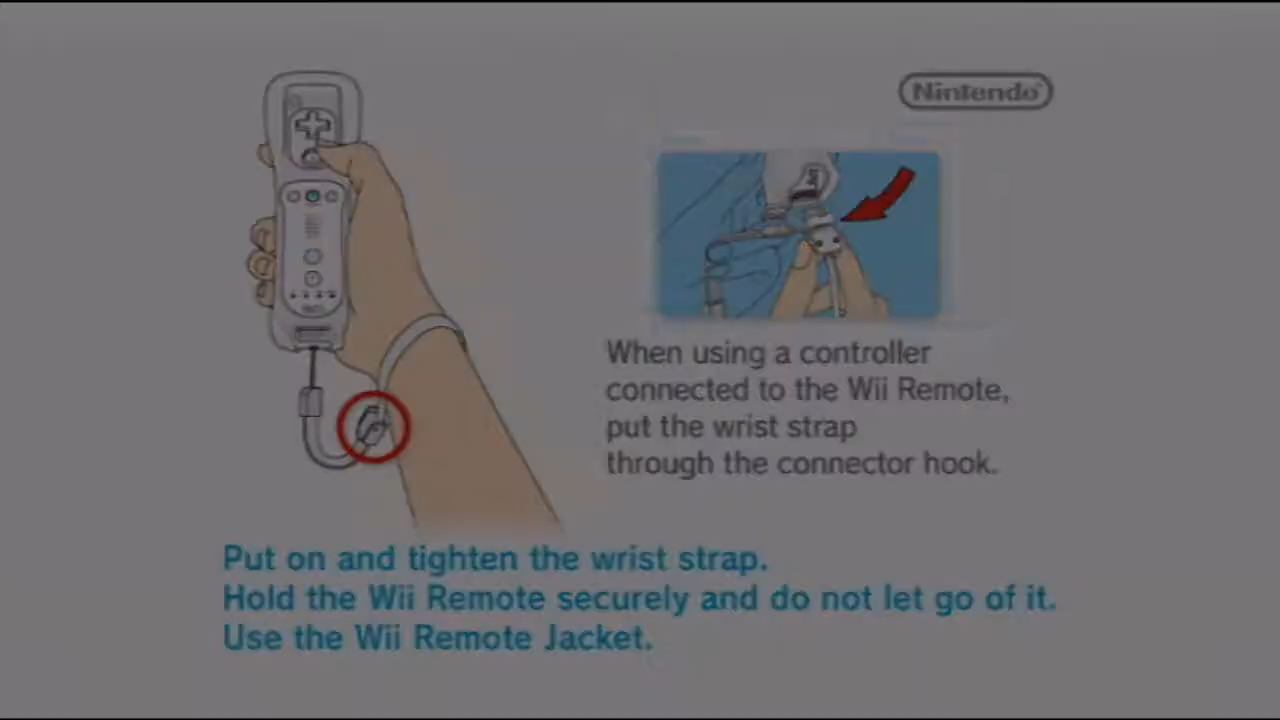 Nintendo
When using a controller
connected to the Wii Remote,
put the wrist strap
through the connector hook.
Put on and tighten the wrist strap.
Hold the Wii Remote securely and do not let go of it.
Use the Wii Remote Jacket.